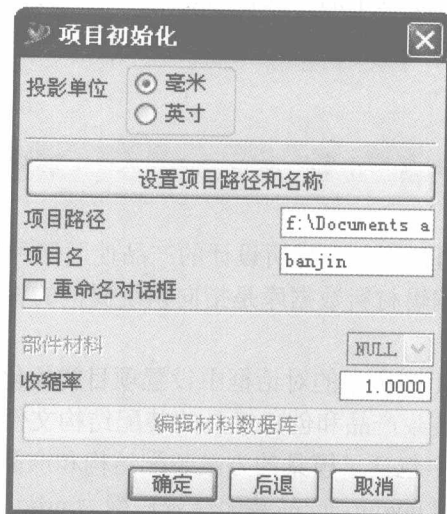 项目初始化
投影单位
毫米
英寸
设置项目路径和名称
项目路径 f:\Documents a
项目名 banjin
重命名对话框
部件材料 NULL
收缩率 1.0000
编辑材料数据库
确定 后退 取消